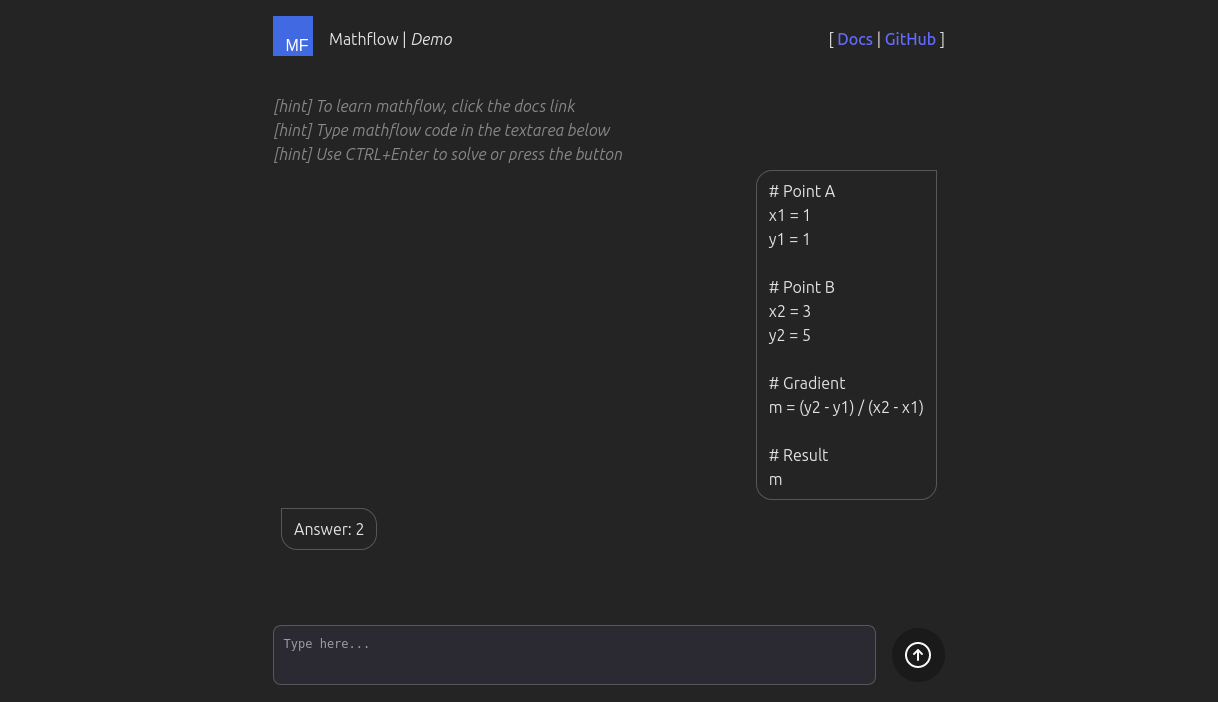 MF
Mathflow | Demo
[ Docs | GitHub ]
[hint] To learn mathflow, click the docs link
[hint] Type mathflow code in the textarea below
[hint] Use CTRL+Enter to solve or press the button
# Point A
x1 = 1
y1 = 1
# Point B
x2 = 3
y2 = 5
# Gradient
m = (y2 - y1) / (x2 - x1)
# Result
m
Answer: 2
Type here...